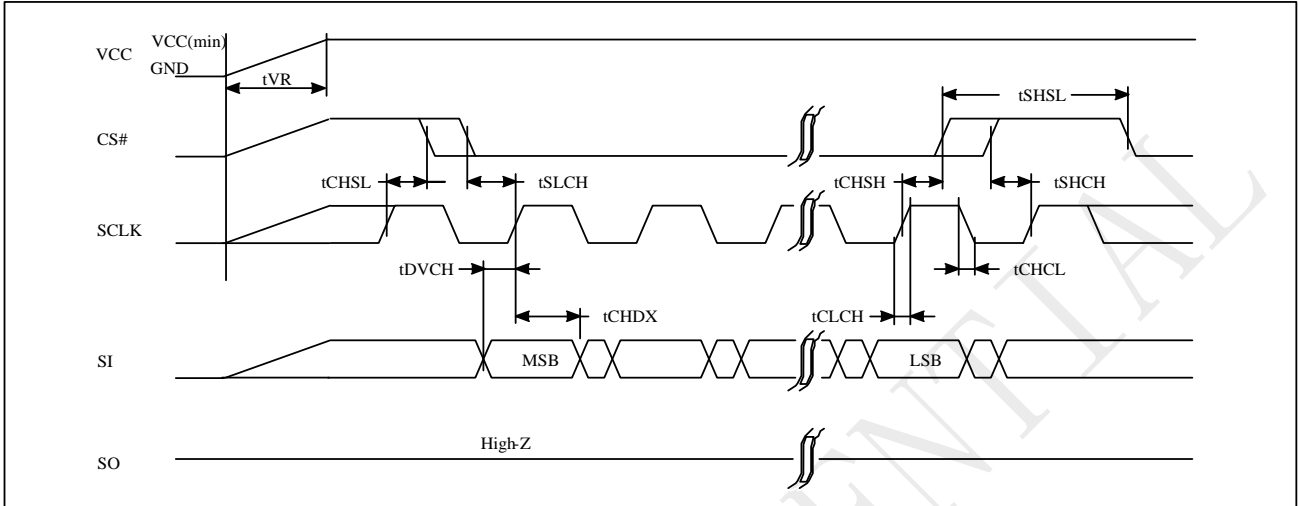 VCC
VCC(min)
GND
tVR
tSHSL
CS#
tCHSL
tSLCH
tCHSH
tSHCH
SCLK
tDVCH
tCHCL
tCHDX
tCLCH
SI
MSB
LSB
High-Z
SO
ENTIAL